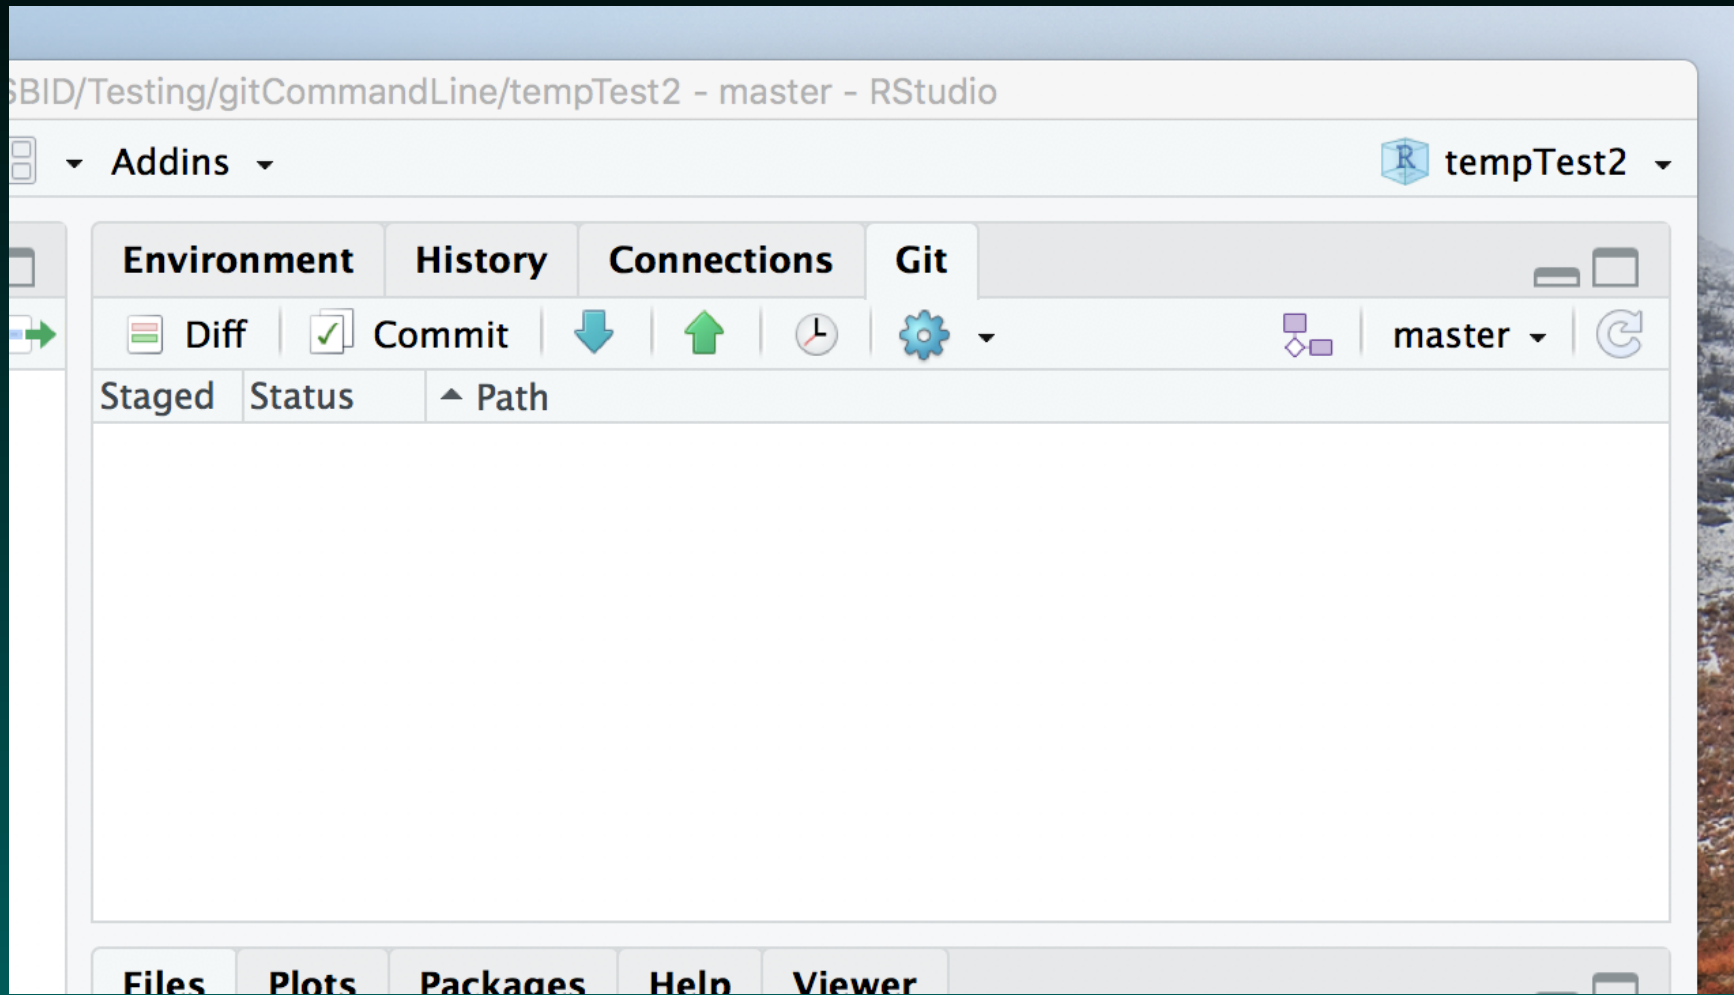 SBID/Testing/gitCommandLine/tempTest2 - master - RStudio
Addins R tempTest2
Environment History Connections Git
Diff Commit master
Staged Status Path
Files Plots Packages Help Viewer